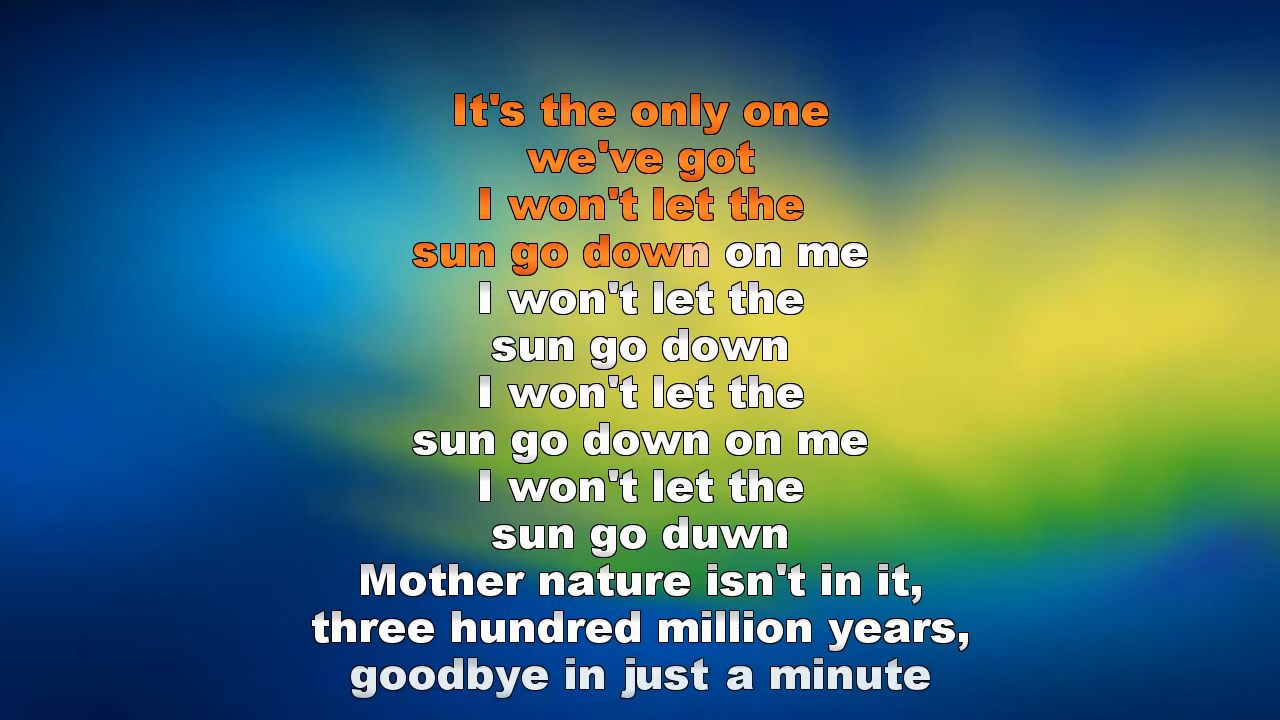 It's the only one
we've got
I won't let the
sun go down on me
I won't let the
sun go down
I won't let the
sun go down on me
I won't let the
sun go duwn
Mother nature isn't in it,
three hundred million years,
goodbye in just a minute